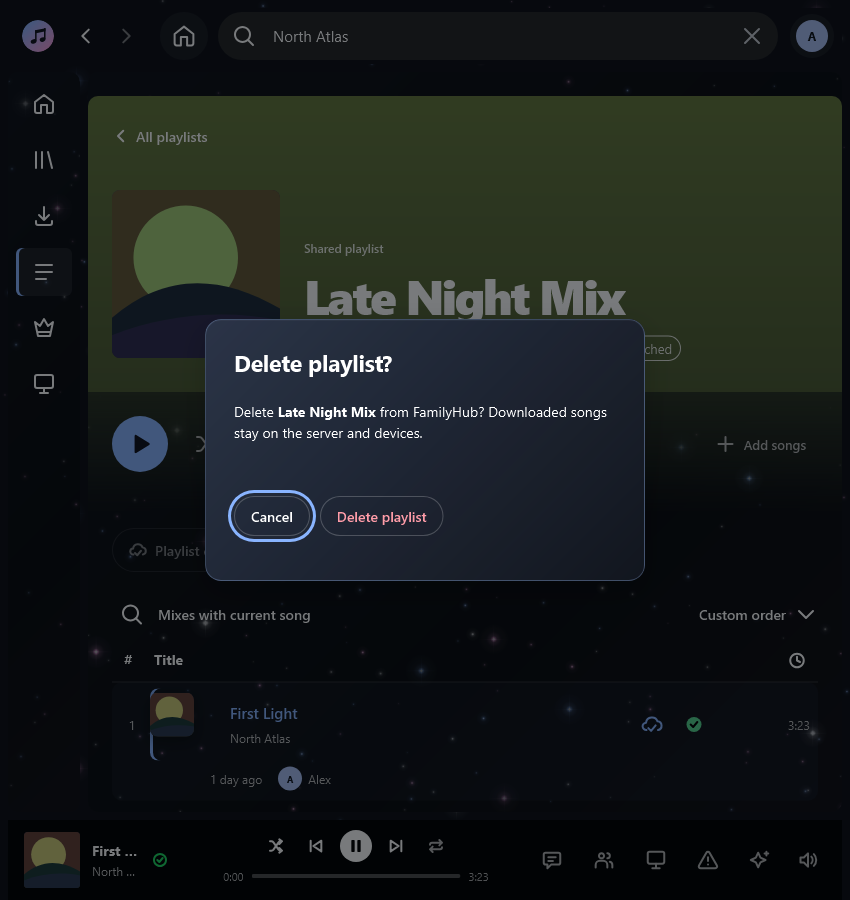 North Atlas
A
All playlists
Shared playlist
Late Night Mix
ched
Delete playlist?
Delete Late Night Mix from FamilyHub? Downloaded songs
stay on the server and devices.
Cancel
Delete playlist
Add songs
Playlist
Mixes with current song
Custom order
# Title
1
First Light
North Atlas
3:23
1 day ago
A
Alex
First ...
North ...
0:00
3:23